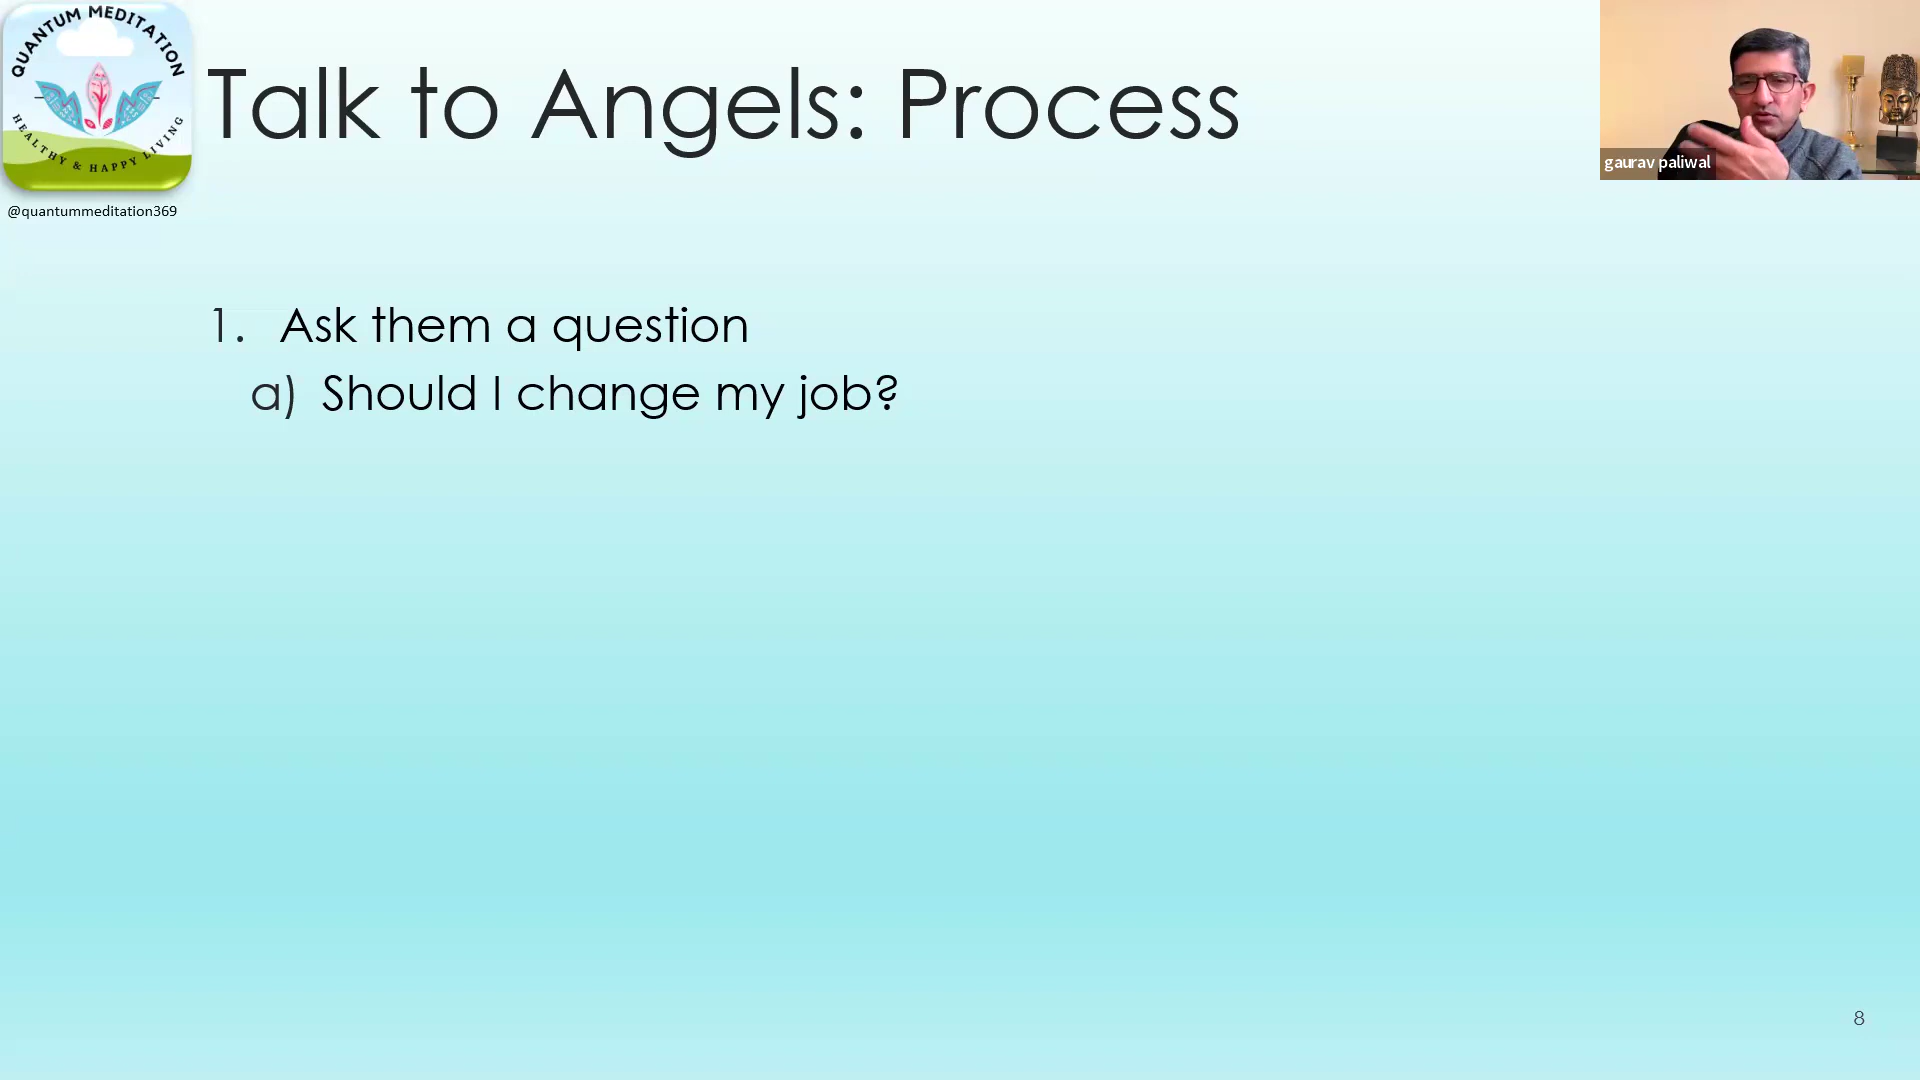 QUANTUM MEDITATION
HEALTHY & HAPPY LIVING
@quantummeditation369
Talk to Angels: Process
gaurav paliwal
1. Ask them a question
a) Should I change my job?
8